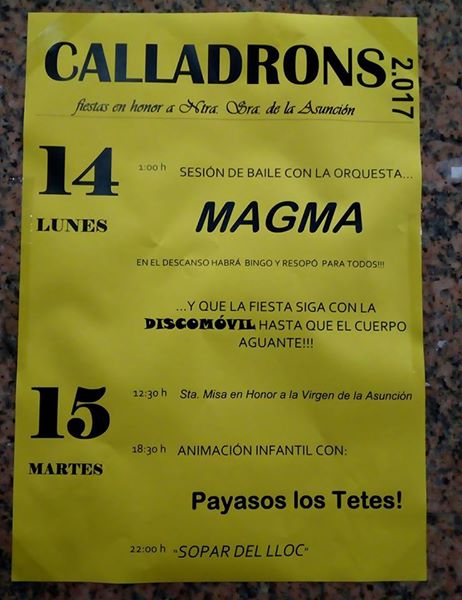 CALLADRONS 2.017
fiestas en honor a Ntra. Sra. de la Asunción
14
LUNES
1:00 h SESIÓN DE BAILE CON LA ORQUESTA...
MAGMA
EN EL DESCANSO HABRÁ BINGO Y RESOPÓ PARA TODOS!!!
...Y QUE LA FIESTA SIGA CON LA
DISCOMÓVIL HASTA QUE EL CUERPO
AGUANTE!!!
15
MARTES
12:30 h Sta. Misa en Honor a la Virgen de la Asunción
18:30 h ANIMACIÓN INFANTIL CON:
Payasos los Tetes!
22:00 h "SOPAR DEL LLOC"